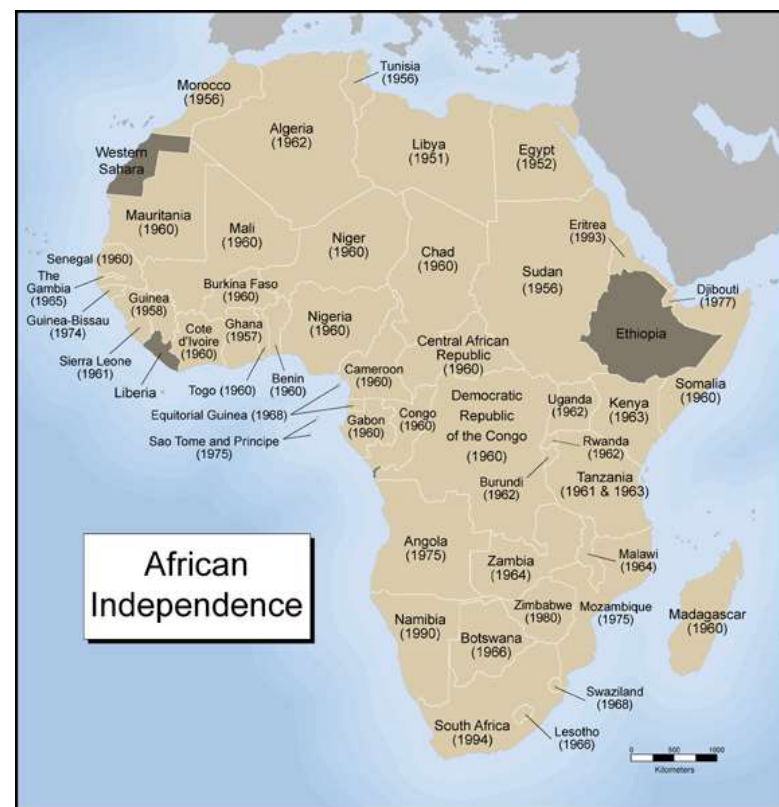 Tunisia
(1956)
Morocco
(1956)
Algeria
(1962)
Libya
(1951)
Egypt
(1952)
Western
Sahara
Mauritania
(1960)
Mali
(1960)
Niger
(1960)
Chad
(1960)
Sudan
(1956)
Eritrea
(1993)
Senegal (1960)
The
Gambia
(1965)
Guinea-Bissau
(1974)
Guinea
(1958)
Sierra Leone
(1961)
Liberia
Burkina Faso
(1960)
Cote
d'Ivoire
(1960)
Ghana
(1957)
Togo (1960)
Benin
(1960)
Nigeria
(1960)
Djibouti
(1977)
Ethiopia
Somalia
(1960)
Central African
Republic
(1960)
Cameroon
(1960)
Equitorial Guinea (1968)
Sao Tome and Principe
(1975)
Gabon
(1960)
Congo
(1960)
Democratic
Republic
of the Congo
(1960)
Uganda
(1962)
Kenya
(1963)
Rwanda
(1962)
Burundi
(1962)
Tanzania
(1961 & 1963)
Angola
(1975)
Zambia
(1964)
Malawi
(1964)
African
Independence
Namibia
(1990)
Botswana
(1966)
Zimbabwe
(1980)
Mozambique
(1975)
Madagascar
(1960)
Swaziland
(1968)
South Africa
(1994)
Lesotho
(1966)
0 500 1000
Kilometers